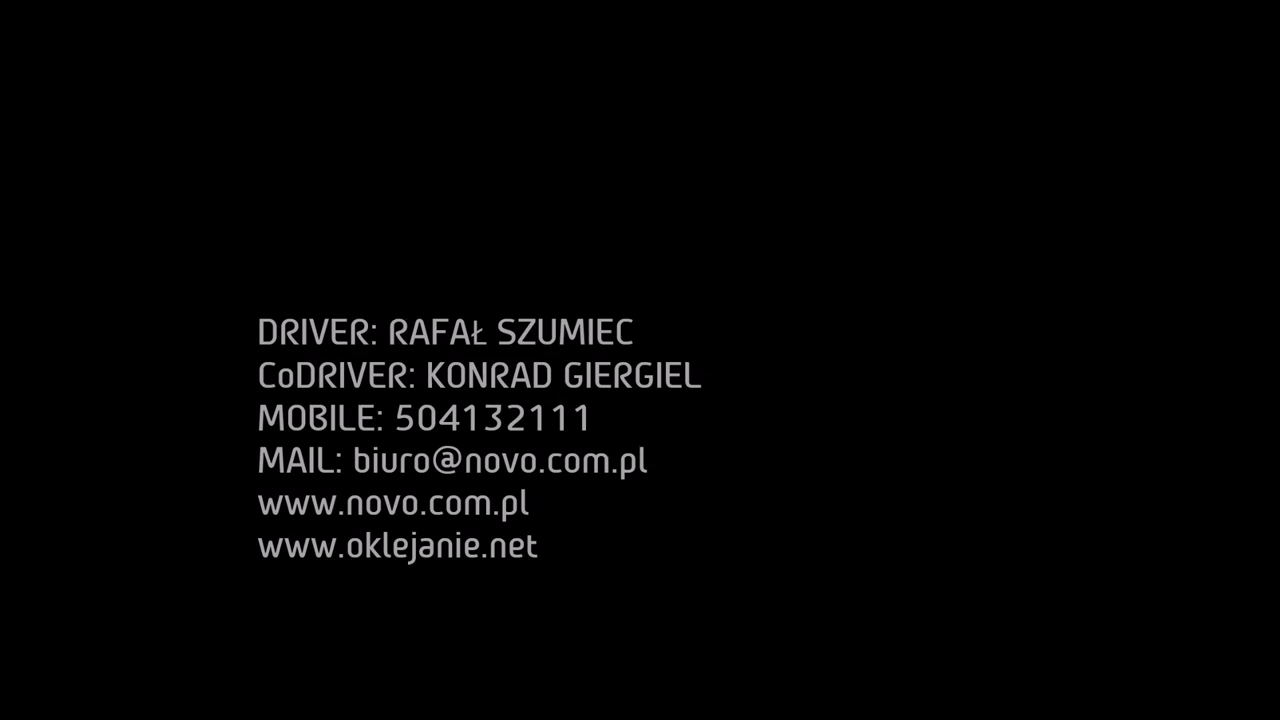 DRIVER: RAFAŁ SZUMIEC
CoDRIVER: KONRAD GIERGIEL
MOBILE: 504132111
MAIL: biuro@novo.com.pl
www.novo.com.pl
www.oklejanie.net